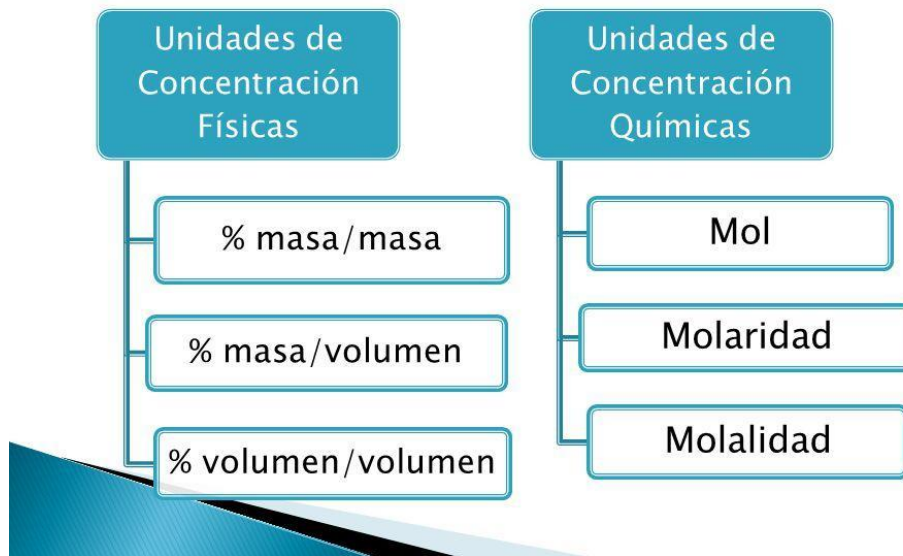 Unidades de
Concentración
Físicas
% masa/masa
% masa/volumen
% volumen/volumen
Unidades de
Concentración
Químicas
Mol
Molaridad
Molalidad